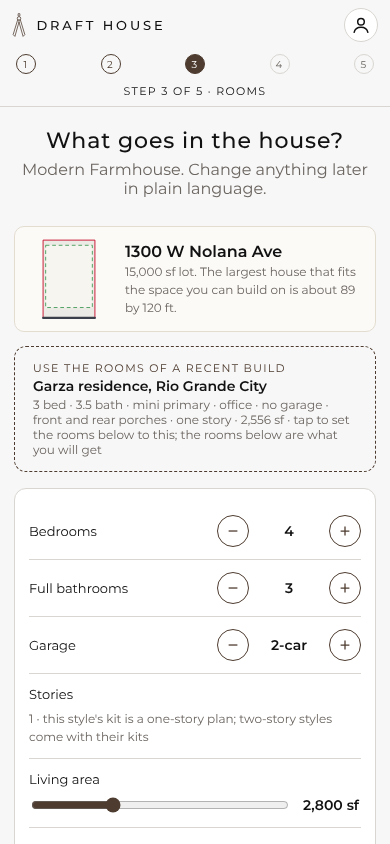 DRAFT HOUSE
1 2 3 4 5
STEP 3 OF 5 · ROOMS
What goes in the house?
Modern Farmhouse. Change anything later
in plain language.
1300 W Nolana Ave
15,000 sf lot. The largest house that fits
the space you can build on is about 89
by 120 ft.
USE THE ROOMS OF A RECENT BUILD
Garza residence, Rio Grande City
3 bed · 3.5 bath · mini primary · office · no garage ·
front and rear porches · one story · 2,556 sf · tap to set
the rooms below to this; the rooms below are what
you will get
Bedrooms − 4 +
Full bathrooms − 3 +
Garage − 2-car +
Stories
1 · this style's kit is a one-story plan; two-story styles
come with their kits
Living area
2,800 sf